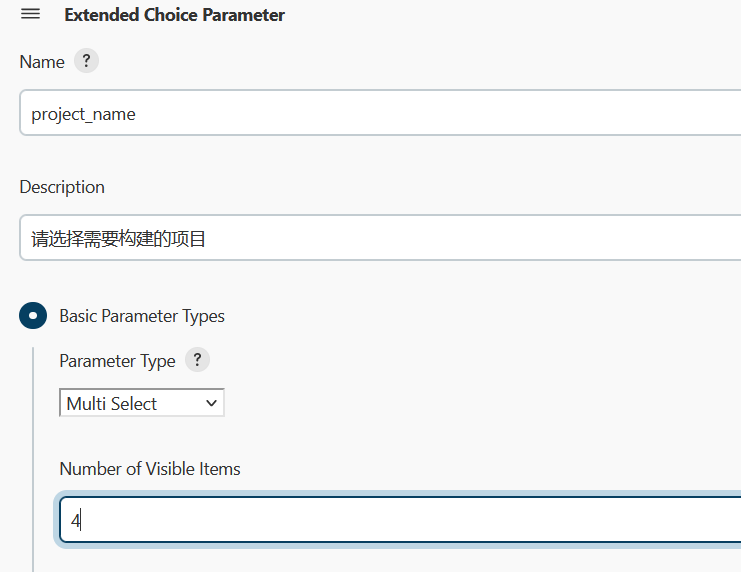 Extended Choice Parameter
Name ?
project_name
Description
请选择需要构建的项目
Basic Parameter Types
Parameter Type ?
Multi Select
Number of Visible Items
4